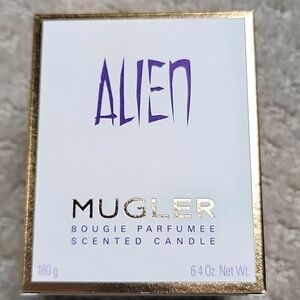 ALIEN
MUGLER
BOUGIE PARFUMEE
SCENTED CANDLE
180 g 6.4 Oz. Net Wt.